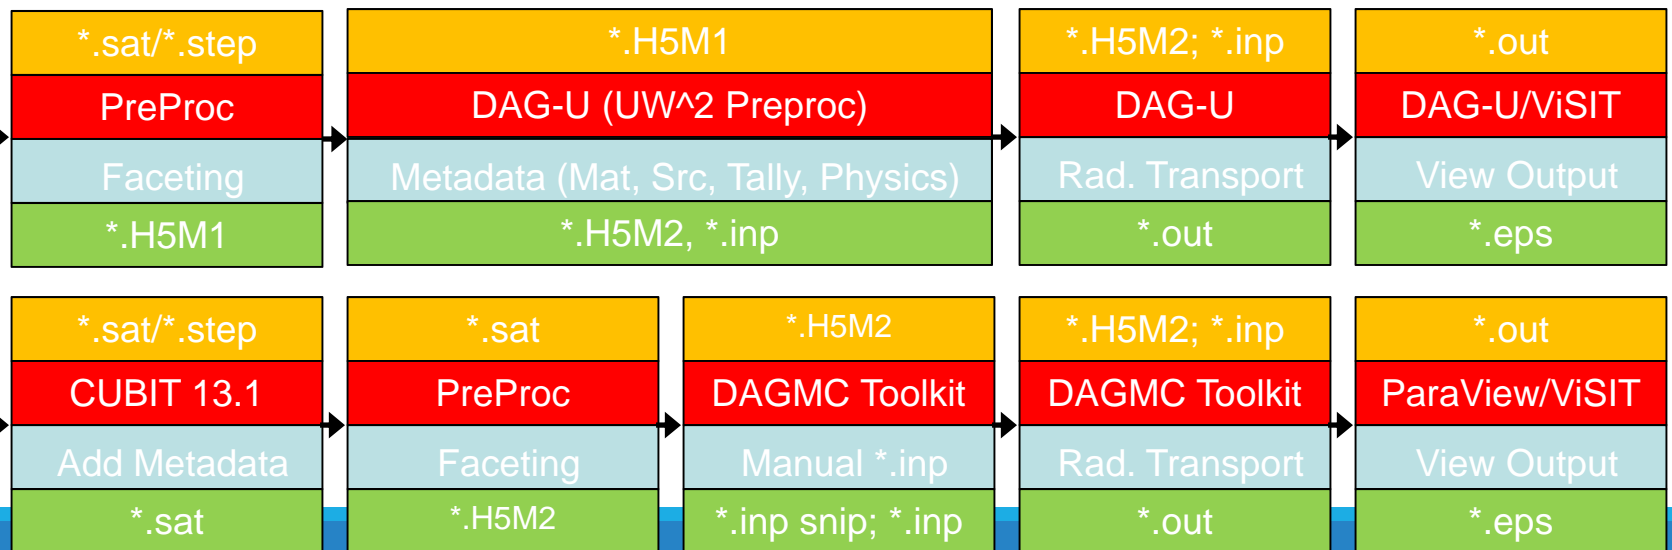 *.sat/*.step
PreProc
Faceting
*.H5M1
*.H5M1
DAG-U (UW^2 Preproc)
Metadata (Mat, Src, Tally, Physics)
*.H5M2, *.inp
*.H5M2; *.inp
DAG-U
Rad. Transport
*.out
*.out
DAG-U/ViSIT
View Output
*.eps
*.sat/*.step
CUBIT 13.1
Add Metadata
*.sat
*.sat
PreProc
Faceting
*.H5M2
*.H5M2
DAGMC Toolkit
Manual *.inp
*.inp snip; *.inp
*.H5M2; *.inp
DAGMC Toolkit
Rad. Transport
*.out
*.out
ParaView/ViSIT
View Output
*.eps